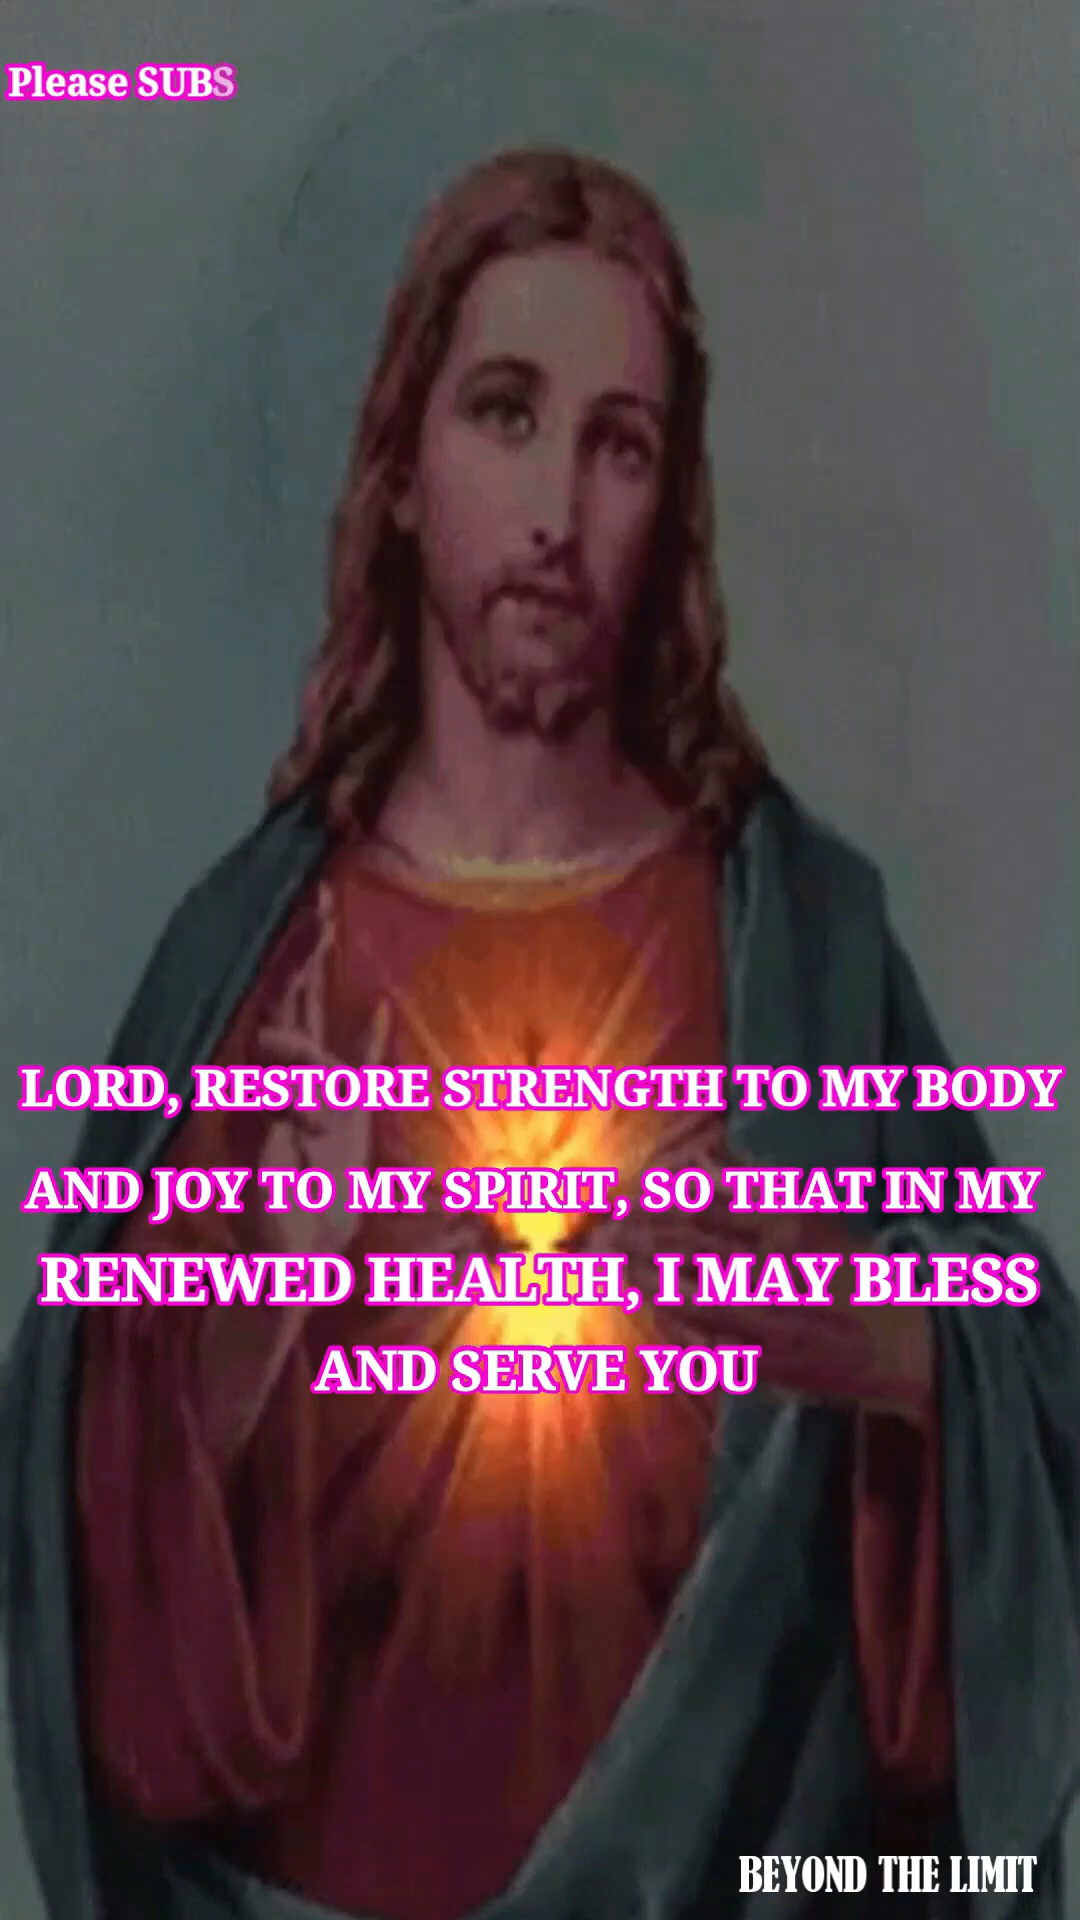 Please SUBS
LORD, RESTORE STRENGTH TO MY BODY
AND JOY TO MY SPIRIT, SO THAT IN MY
RENEWED HEALTH, I MAY BLESS
AND SERVE YOU
BEYOND THE LIMIT